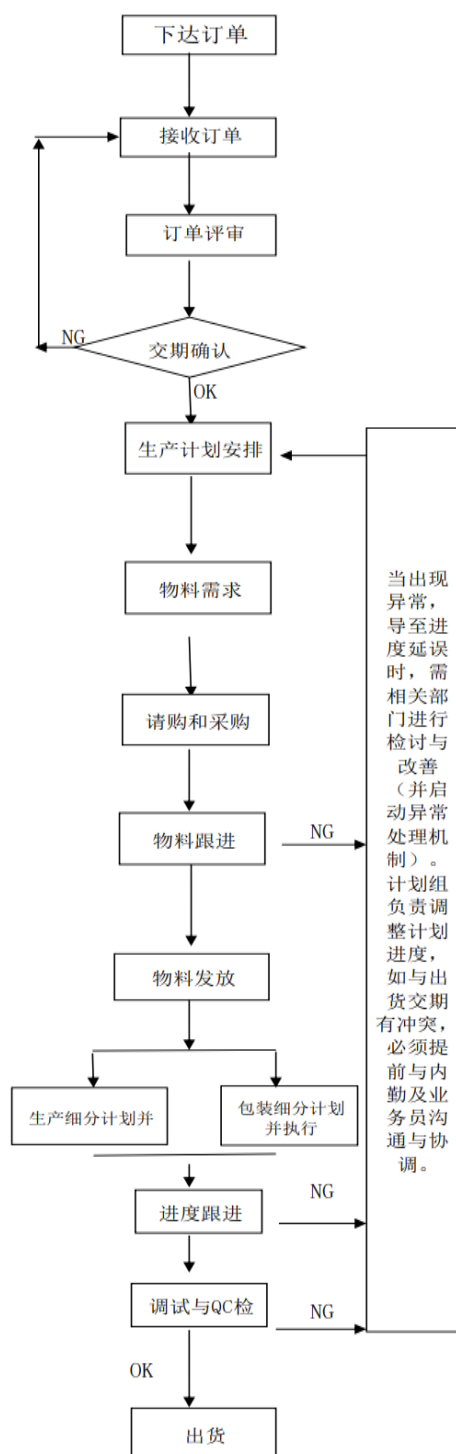 下达订单
接收订单
订单评审
NG
交期确认
OK
生产计划安排
物料需求
请购和采购
物料跟进
NG
物料发放
生产细分计划并
包装细分计划
并执行
进度跟进
NG
调试与QC检
NG
OK
出货
当出现
异常，
导至进
度延误
时，需
相关部
门进行
检讨与
改善
（并启
动异常
处理机
制）。
计划组
负责调
整计划
进度，
如与出
货交期
有冲突，
必须提
前与内
勤及业
务员沟
通与协
调。